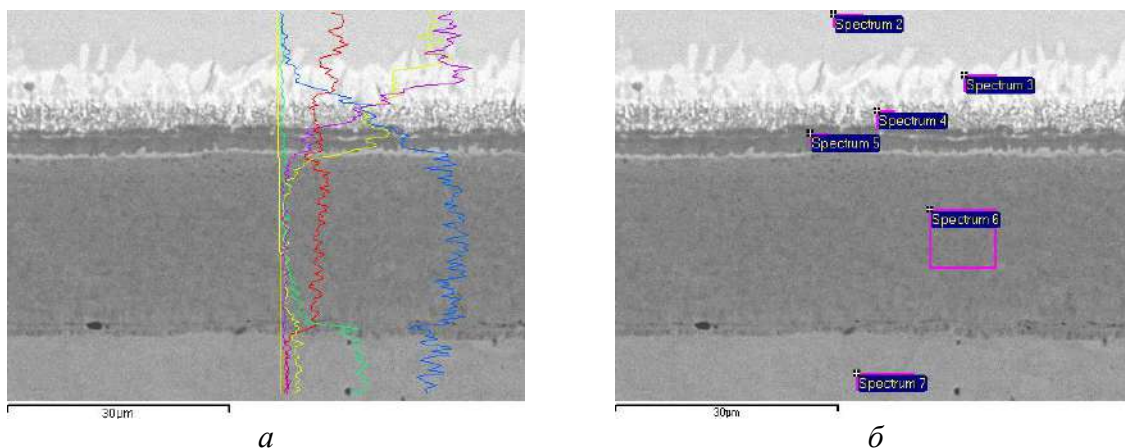 Spectrum 2
Spectrum 3
Spectrum 4
Spectrum 5
Spectrum 6
Spectrum 7
30µm
30µm
а
б